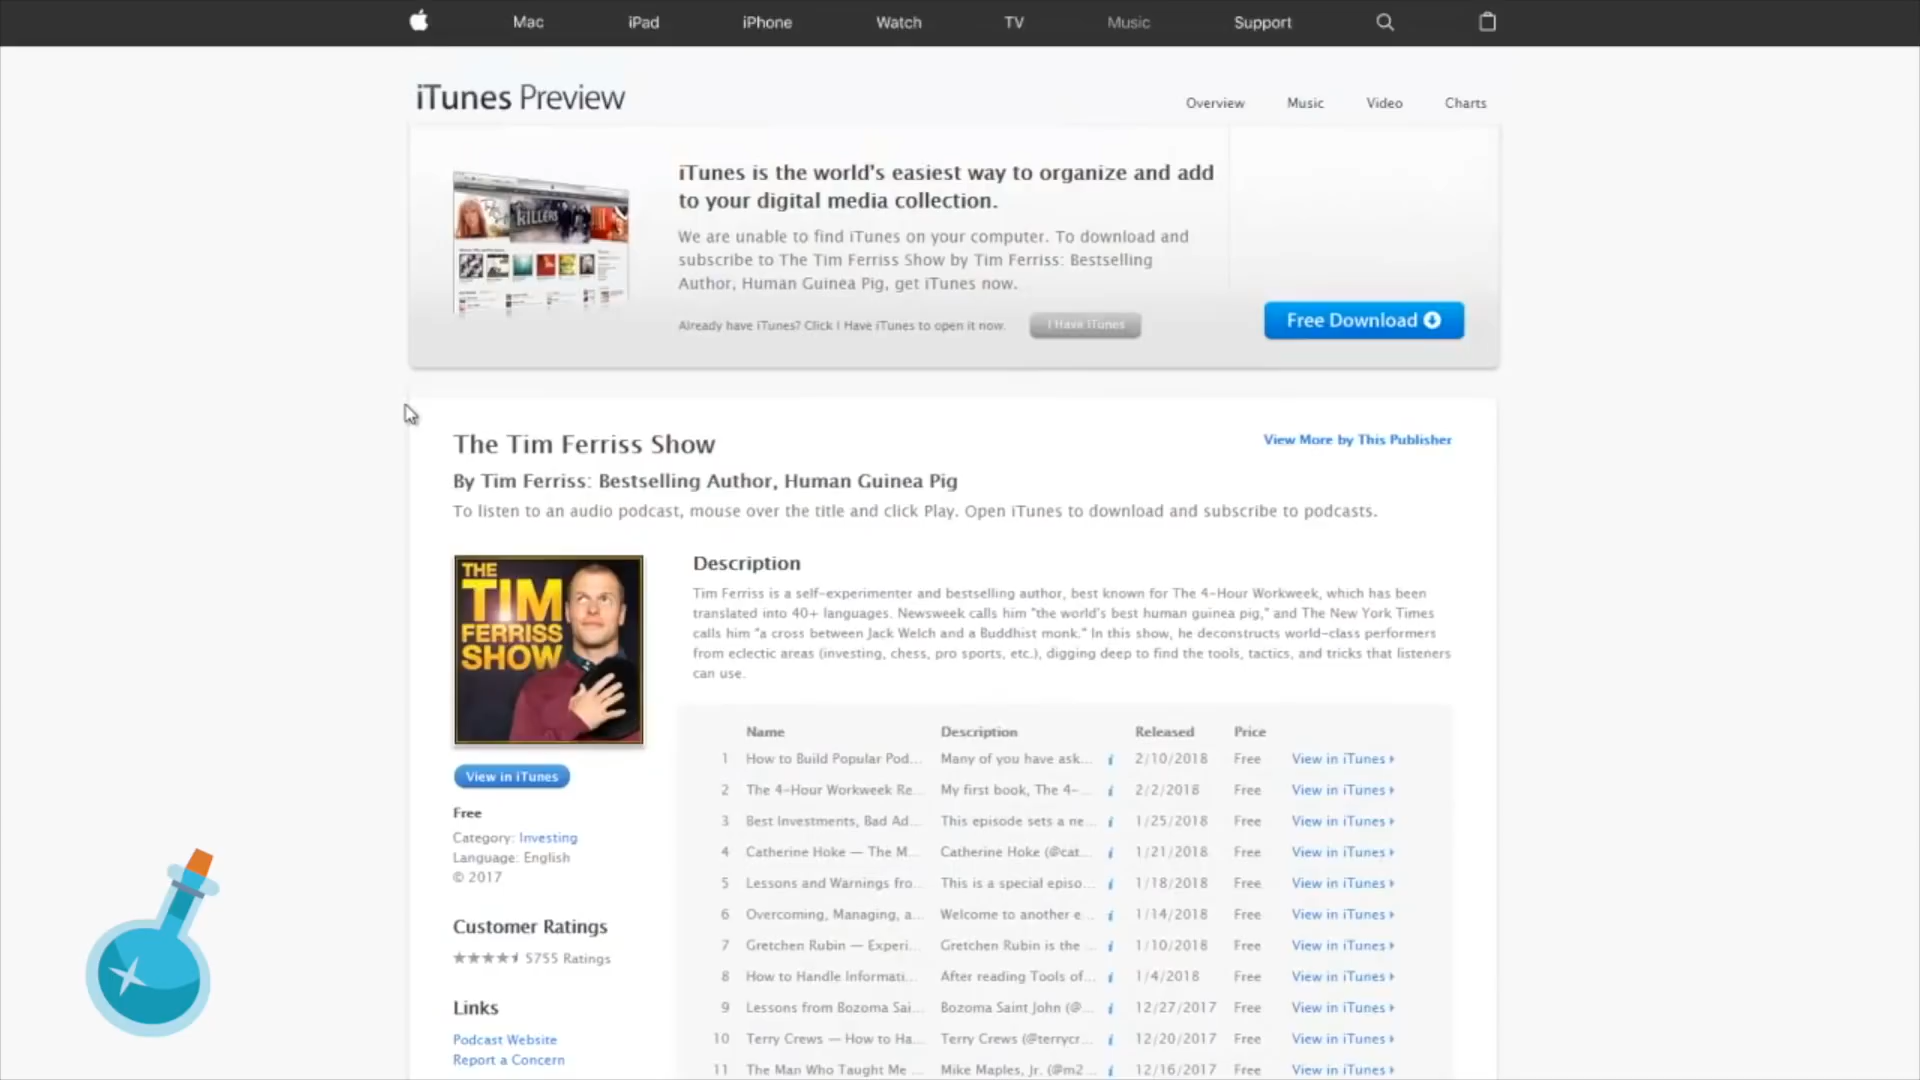 Mac iPad iPhone Watch TV Music Support
iTunes Preview
Overview Music Video Charts
iTunes is the world's easiest way to organize and add
to your digital media collection.
We are unable to find iTunes on your computer. To download and
subscribe to The Tim Ferriss Show by Tim Ferriss: Bestselling
Author, Human Guinea Pig, get iTunes now.
Already have iTunes? Click I Have iTunes to open it now.
I Have iTunes
Free Download
KILLERS
The Tim Ferriss Show
View More by This Publisher
By Tim Ferriss: Bestselling Author, Human Guinea Pig
To listen to an audio podcast, mouse over the title and click Play. Open iTunes to download and subscribe to podcasts.
THE
TIM
FERRISS
SHOW
View in iTunes
Free
Category: Investing
Language: English
© 2017
Customer Ratings
5755 Ratings
Links
Podcast Website
Report a Concern
Description
Tim Ferriss is a self-experimenter and bestselling author, best known for The 4-Hour Workweek, which has been
translated into 40+ languages. Newsweek calls him "the world's best human guinea pig," and The New York Times
calls him "a cross between Jack Welch and a Buddhist monk." In this show, he deconstructs world-class performers
from eclectic areas (investing, chess, pro sports, etc.), digging deep to find the tools, tactics, and tricks that listeners
can use.
Name Description Released Price
1 How to Build Popular Pod... Many of you have ask... i 2/10/2018 Free View in iTunes
2 The 4-Hour Workweek Re... My first book, The 4-... i 2/2/2018 Free View in iTunes
3 Best Investments, Bad Ad... This episode sets a ne... i 1/25/2018 Free View in iTunes
4 Catherine Hoke — The M... Catherine Hoke (@cat... i 1/21/2018 Free View in iTunes
5 Lessons and Warnings fro... This is a special episo... i 1/18/2018 Free View in iTunes
6 Overcoming, Managing, a... Welcome to another e... i 1/14/2018 Free View in iTunes
7 Gretchen Rubin — Experi... Gretchen Rubin is the ... i 1/10/2018 Free View in iTunes
8 How to Handle Informati... After reading Tools of... i 1/4/2018 Free View in iTunes
9 Lessons from Bozoma Sai... Bozoma Saint John (@... i 12/27/2017 Free View in iTunes
10 Terry Crews — How to Ha... Terry Crews (@terrycr... i 12/20/2017 Free View in iTunes
11 The Man Who Taught Me ... Mike Maples, Jr. (@m2... i 12/16/2017 Free View in iTunes